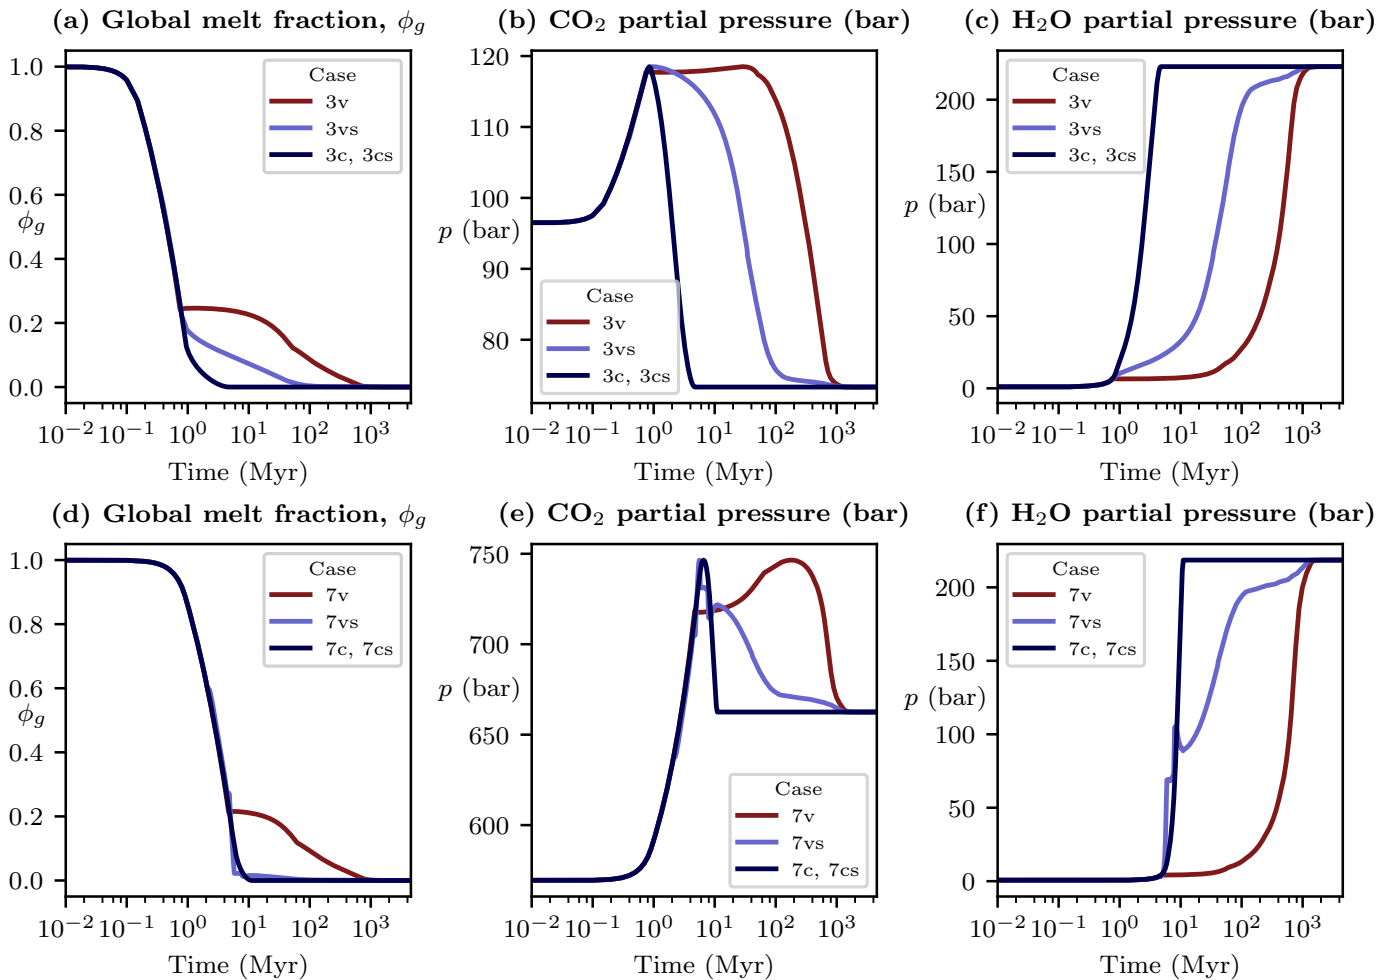 (a) Global melt fraction, ϕg
1.0
0.8
0.6
ϕg
0.4
0.2
0.0
Case
3v
3vs
3c, 3cs
10−2 10−1 100 101 102 103
Time (Myr)
(b) CO2 partial pressure (bar)
120
110
100
p (bar)
90
80
Case
3v
3vs
3c, 3cs
10−2 10−1 100 101 102 103
Time (Myr)
(c) H2O partial pressure (bar)
200
150
p (bar)
100
50
0
Case
3v
3vs
3c, 3cs
10−2 10−1 100 101 102 103
Time (Myr)
(d) Global melt fraction, ϕg
1.0
0.8
0.6
ϕg
0.4
0.2
0.0
Case
7v
7vs
7c, 7cs
10−2 10−1 100 101 102 103
Time (Myr)
(e) CO2 partial pressure (bar)
750
700
p (bar)
650
600
Case
7v
7vs
7c, 7cs
10−2 10−1 100 101 102 103
Time (Myr)
(f) H2O partial pressure (bar)
200
150
p (bar)
100
50
0
Case
7v
7vs
7c, 7cs
10−2 10−1 100 101 102 103
Time (Myr)